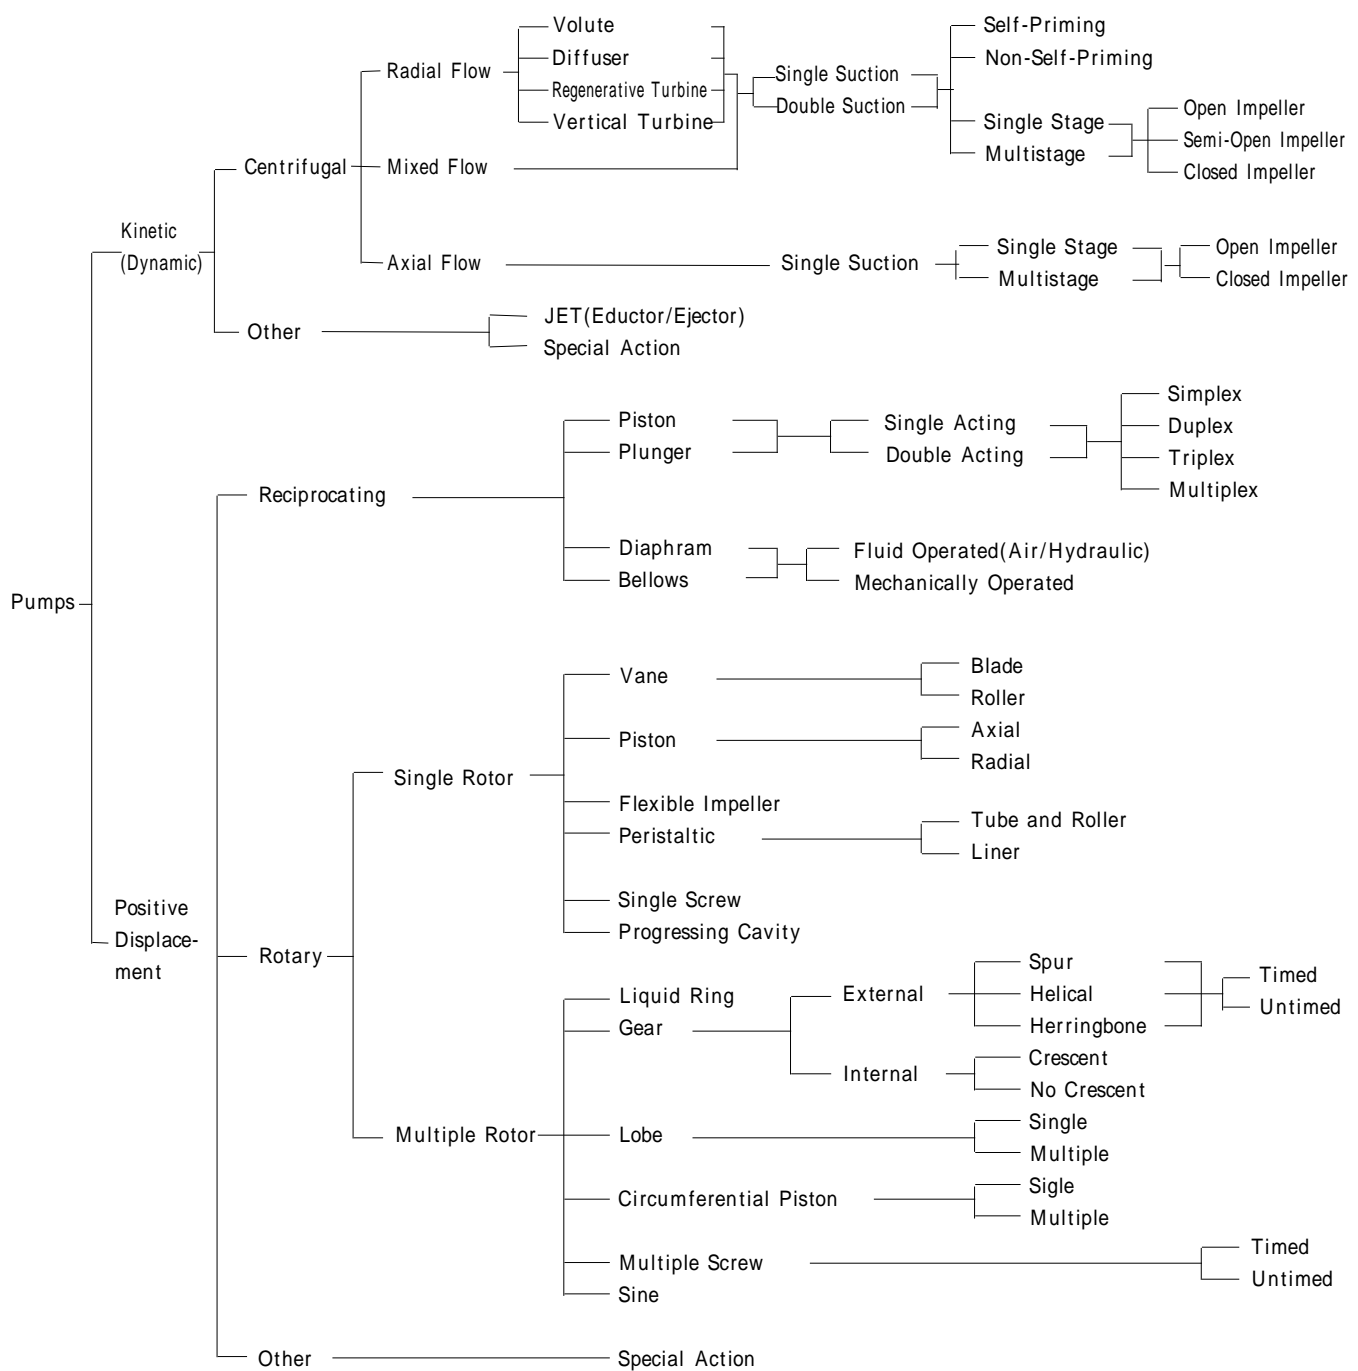 Volute
Self-Priming
Diffuser
Non-Self-Priming
Radial Flow
Single Suction
Regenerative Turbine
Double Suction
Open Impeller
Vertical Turbine
Single Stage
Semi-Open Impeller
Multistage
Centrifugal
Mixed Flow
Closed Impeller
Kinetic
(Dynamic)
Axial Flow
Single Suction
Single Stage
Open Impeller
Multistage
Closed Impeller
JET(Eductor/Ejector)
Other
Special Action
Simplex
Piston
Single Acting
Duplex
Plunger
Double Acting
Triplex
Multiplex
Reciprocating
Diaphram
Fluid Operated(Air/Hydraulic)
Bellows
Mechanically Operated
Pumps
Blade
Vane
Roller
Axial
Piston
Radial
Single Rotor
Flexible Impeller
Tube and Roller
Peristaltic
Liner
Single Screw
Positive
Displace-
ment
Progressing Cavity
Rotary
Spur
Timed
Liquid Ring
External
Helical
Untimed
Gear
Herringbone
Crescent
Internal
No Crescent
Single
Multiple Rotor
Lobe
Multiple
Sigle
Circumferential Piston
Multiple
Timed
Multiple Screw
Untimed
Sine
Other
Special Action